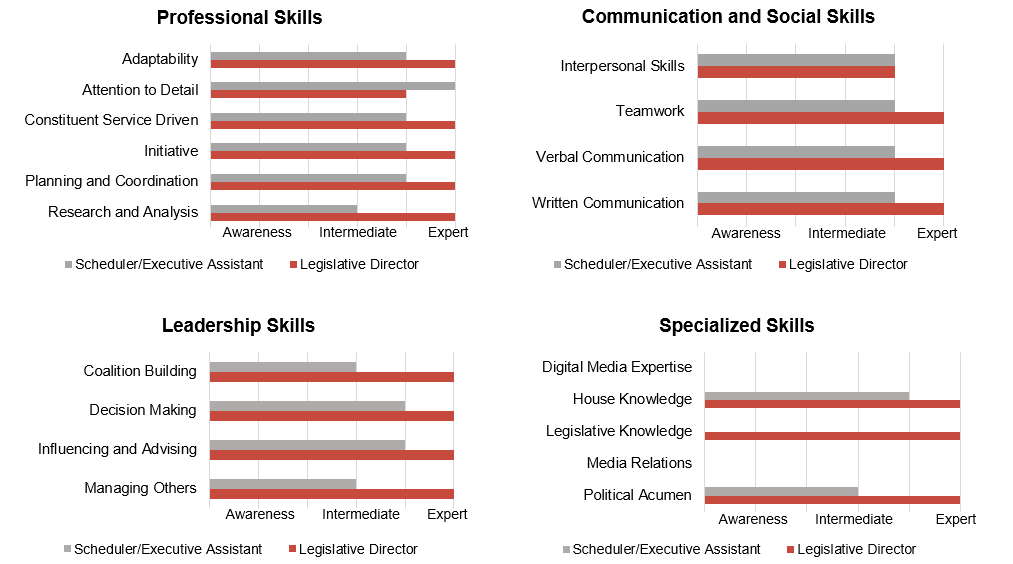 Professional Skills
Adaptability
Attention to Detail
Constituent Service Driven
Initiative
Planning and Coordination
Research and Analysis
Awareness Intermediate Expert
Scheduler/Executive Assistant Legislative Director
Communication and Social Skills
Interpersonal Skills
Teamwork
Verbal Communication
Written Communication
Awareness Intermediate Expert
Scheduler/Executive Assistant Legislative Director
Leadership Skills
Coalition Building
Decision Making
Influencing and Advising
Managing Others
Awareness Intermediate Expert
Scheduler/Executive Assistant Legislative Director
Specialized Skills
Digital Media Expertise
House Knowledge
Legislative Knowledge
Media Relations
Political Acumen
Awareness Intermediate Expert
Scheduler/Executive Assistant Legislative Director